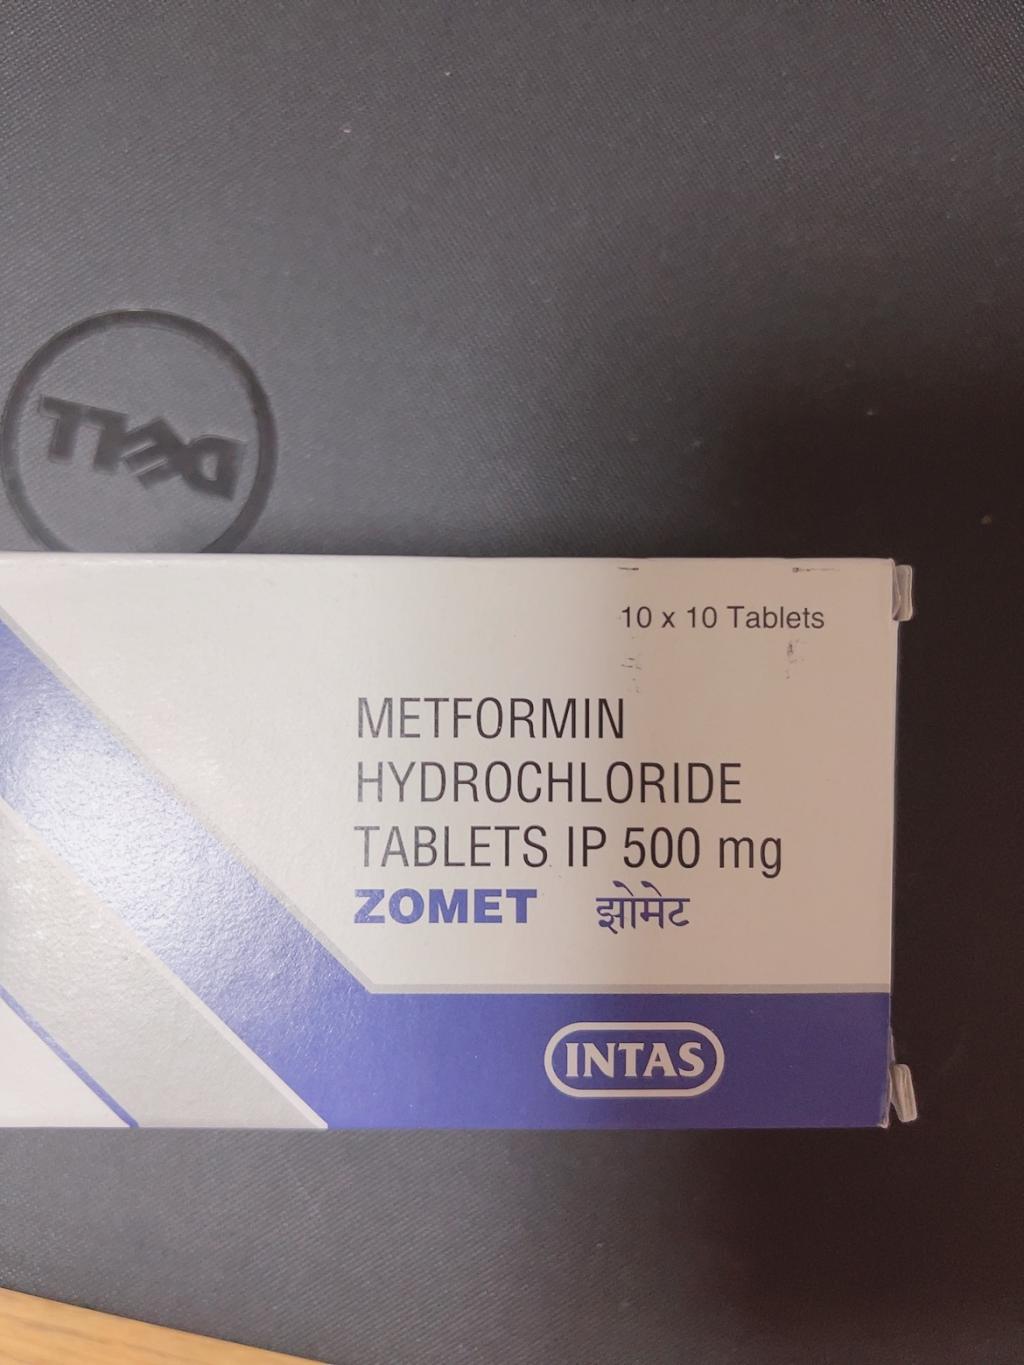 DELL
10 x 10 Tablets
METFORMIN
HYDROCHLORIDE
TABLETS IP 500 mg
ZOMET झोमेट
INTAS